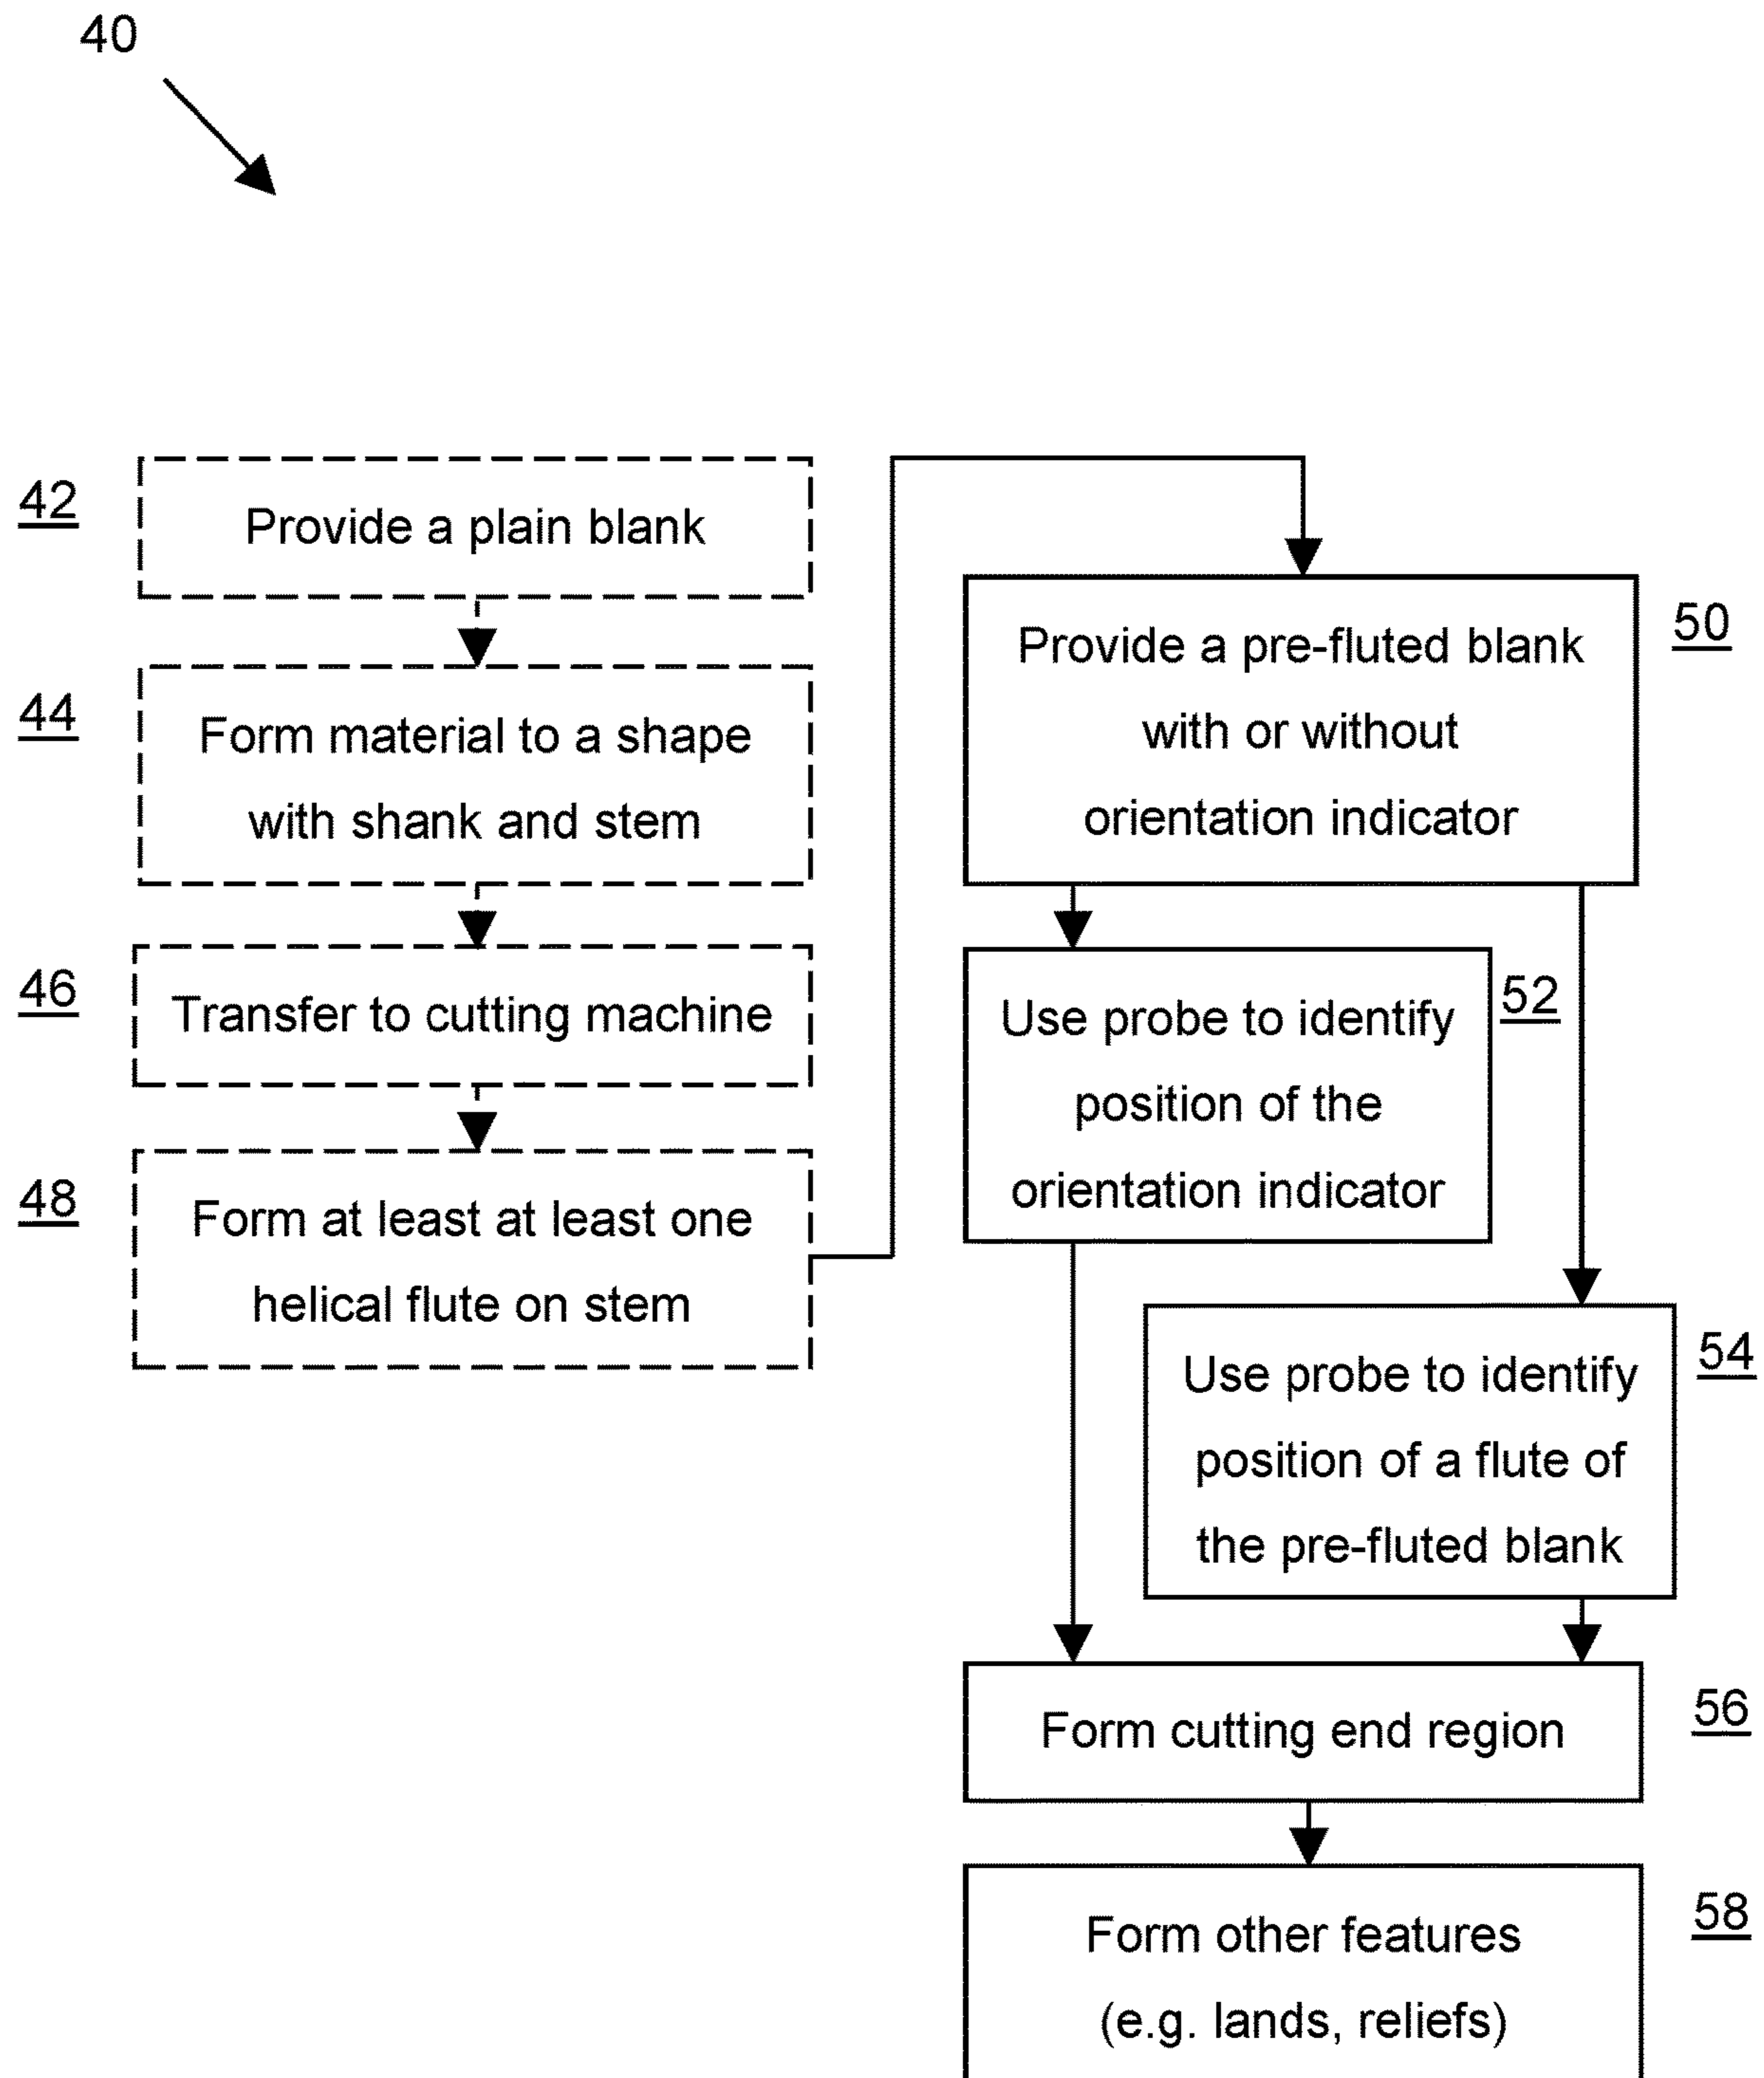 40
42
Provide a plain blank
44
Form material to a shape
with shank and stem
46
Transfer to cutting machine
48
Form at least at least one
helical flute on stem
50
Provide a pre-fluted blank
with or without
orientation indicator
52
Use probe to identify
position of the
orientation indicator
54
Use probe to identify
position of a flute of
the pre-fluted blank
56
Form cutting end region
58
Form other features
(e.g. lands, reliefs)